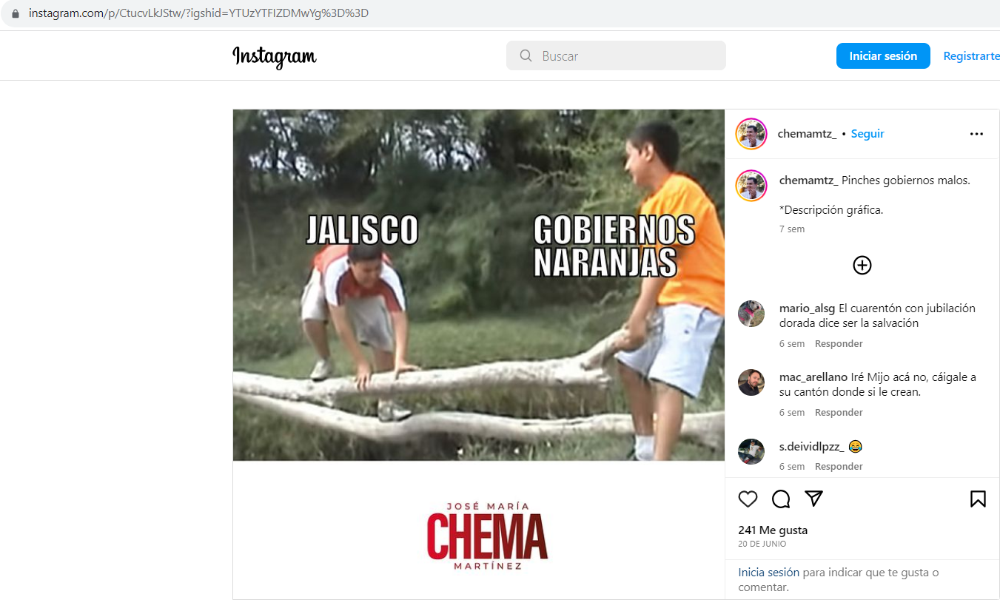 instagram.com/p/CtucvLkJStw/?igshid=YTUzYTFIZDMwYg%3D%3D
Instagram
Buscar
Iniciar sesión
Registrarte
JALISCO
GOBIERNOS
NARANJAS
JOSÉ MARÍA
CHEMA
MARTÍNEZ
chemamtz_ • Seguir
chemamtz_ Pinches gobiernos malos.
*Descripción gráfica.
7 sem
mario_alsg El cuarentón con jubilación
dorada dice ser la salvación
6 sem Responder
mac_arellano Iré Mijo acá no, cáigale a
su cantón donde si le crean.
6 sem Responder
s.deividlpzz_ 😂
6 sem Responder
241 Me gusta
20 DE JUNIO
Inicia sesión para indicar que te gusta o
comentar.